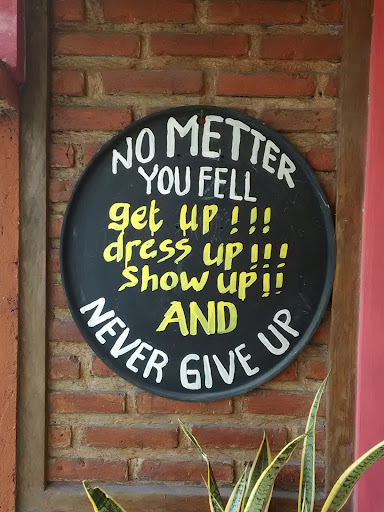 NO METTER
YOU FELL
get up!!!
dress up!!!
show up!!
AND
NEVER GIVE UP